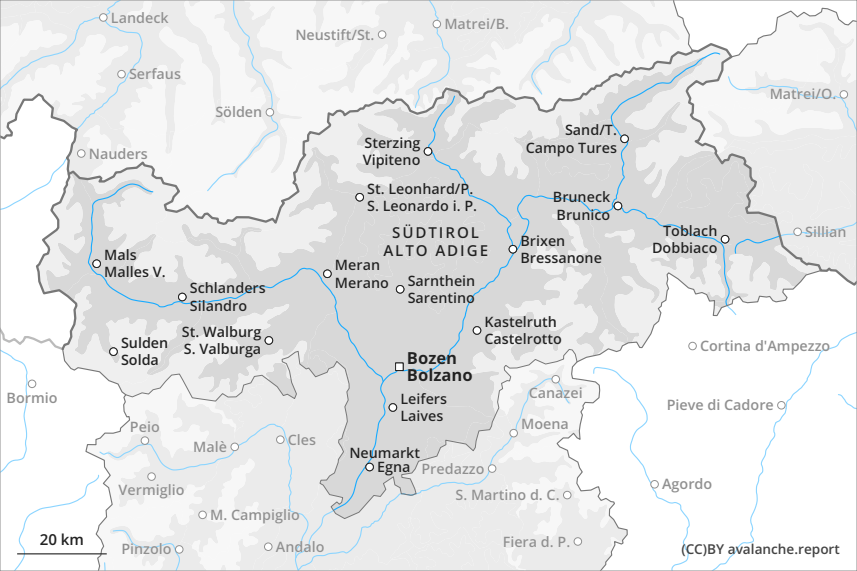 Landeck
Matrei/B.
Neustift/St.
Serfaus
Matrei/O.
Sölden
Sand/T.
Campo Tures
Sterzing
Vipiteno
Nauders
St. Leonhard/P.
S. Leonardo i. P.
Bruneck
Brunico
SÜDTIROL
ALTO ADIGE
Toblach
Dobbiaco
Sillian
Brixen
Bressanone
Mals
Malles V.
Meran
Merano
Sarnthein
Sarentino
Schlanders
Silandro
Kastelruth
Castelrotto
St. Walburg
S. Valburga
Sulden
Solda
Cortina d'Ampezzo
Bozen
Bolzano
Bormio
Canazei
Leifers
Laives
Pieve di Cadore
Peio
Moena
Cles
Malè
Neumarkt
Egna
Predazzo
Vermiglio
Agordo
S. Martino d. C.
M. Campiglio
Fiera d. P.
20 km
Pinzolo
Andalo
(CC)BY avalanche.report